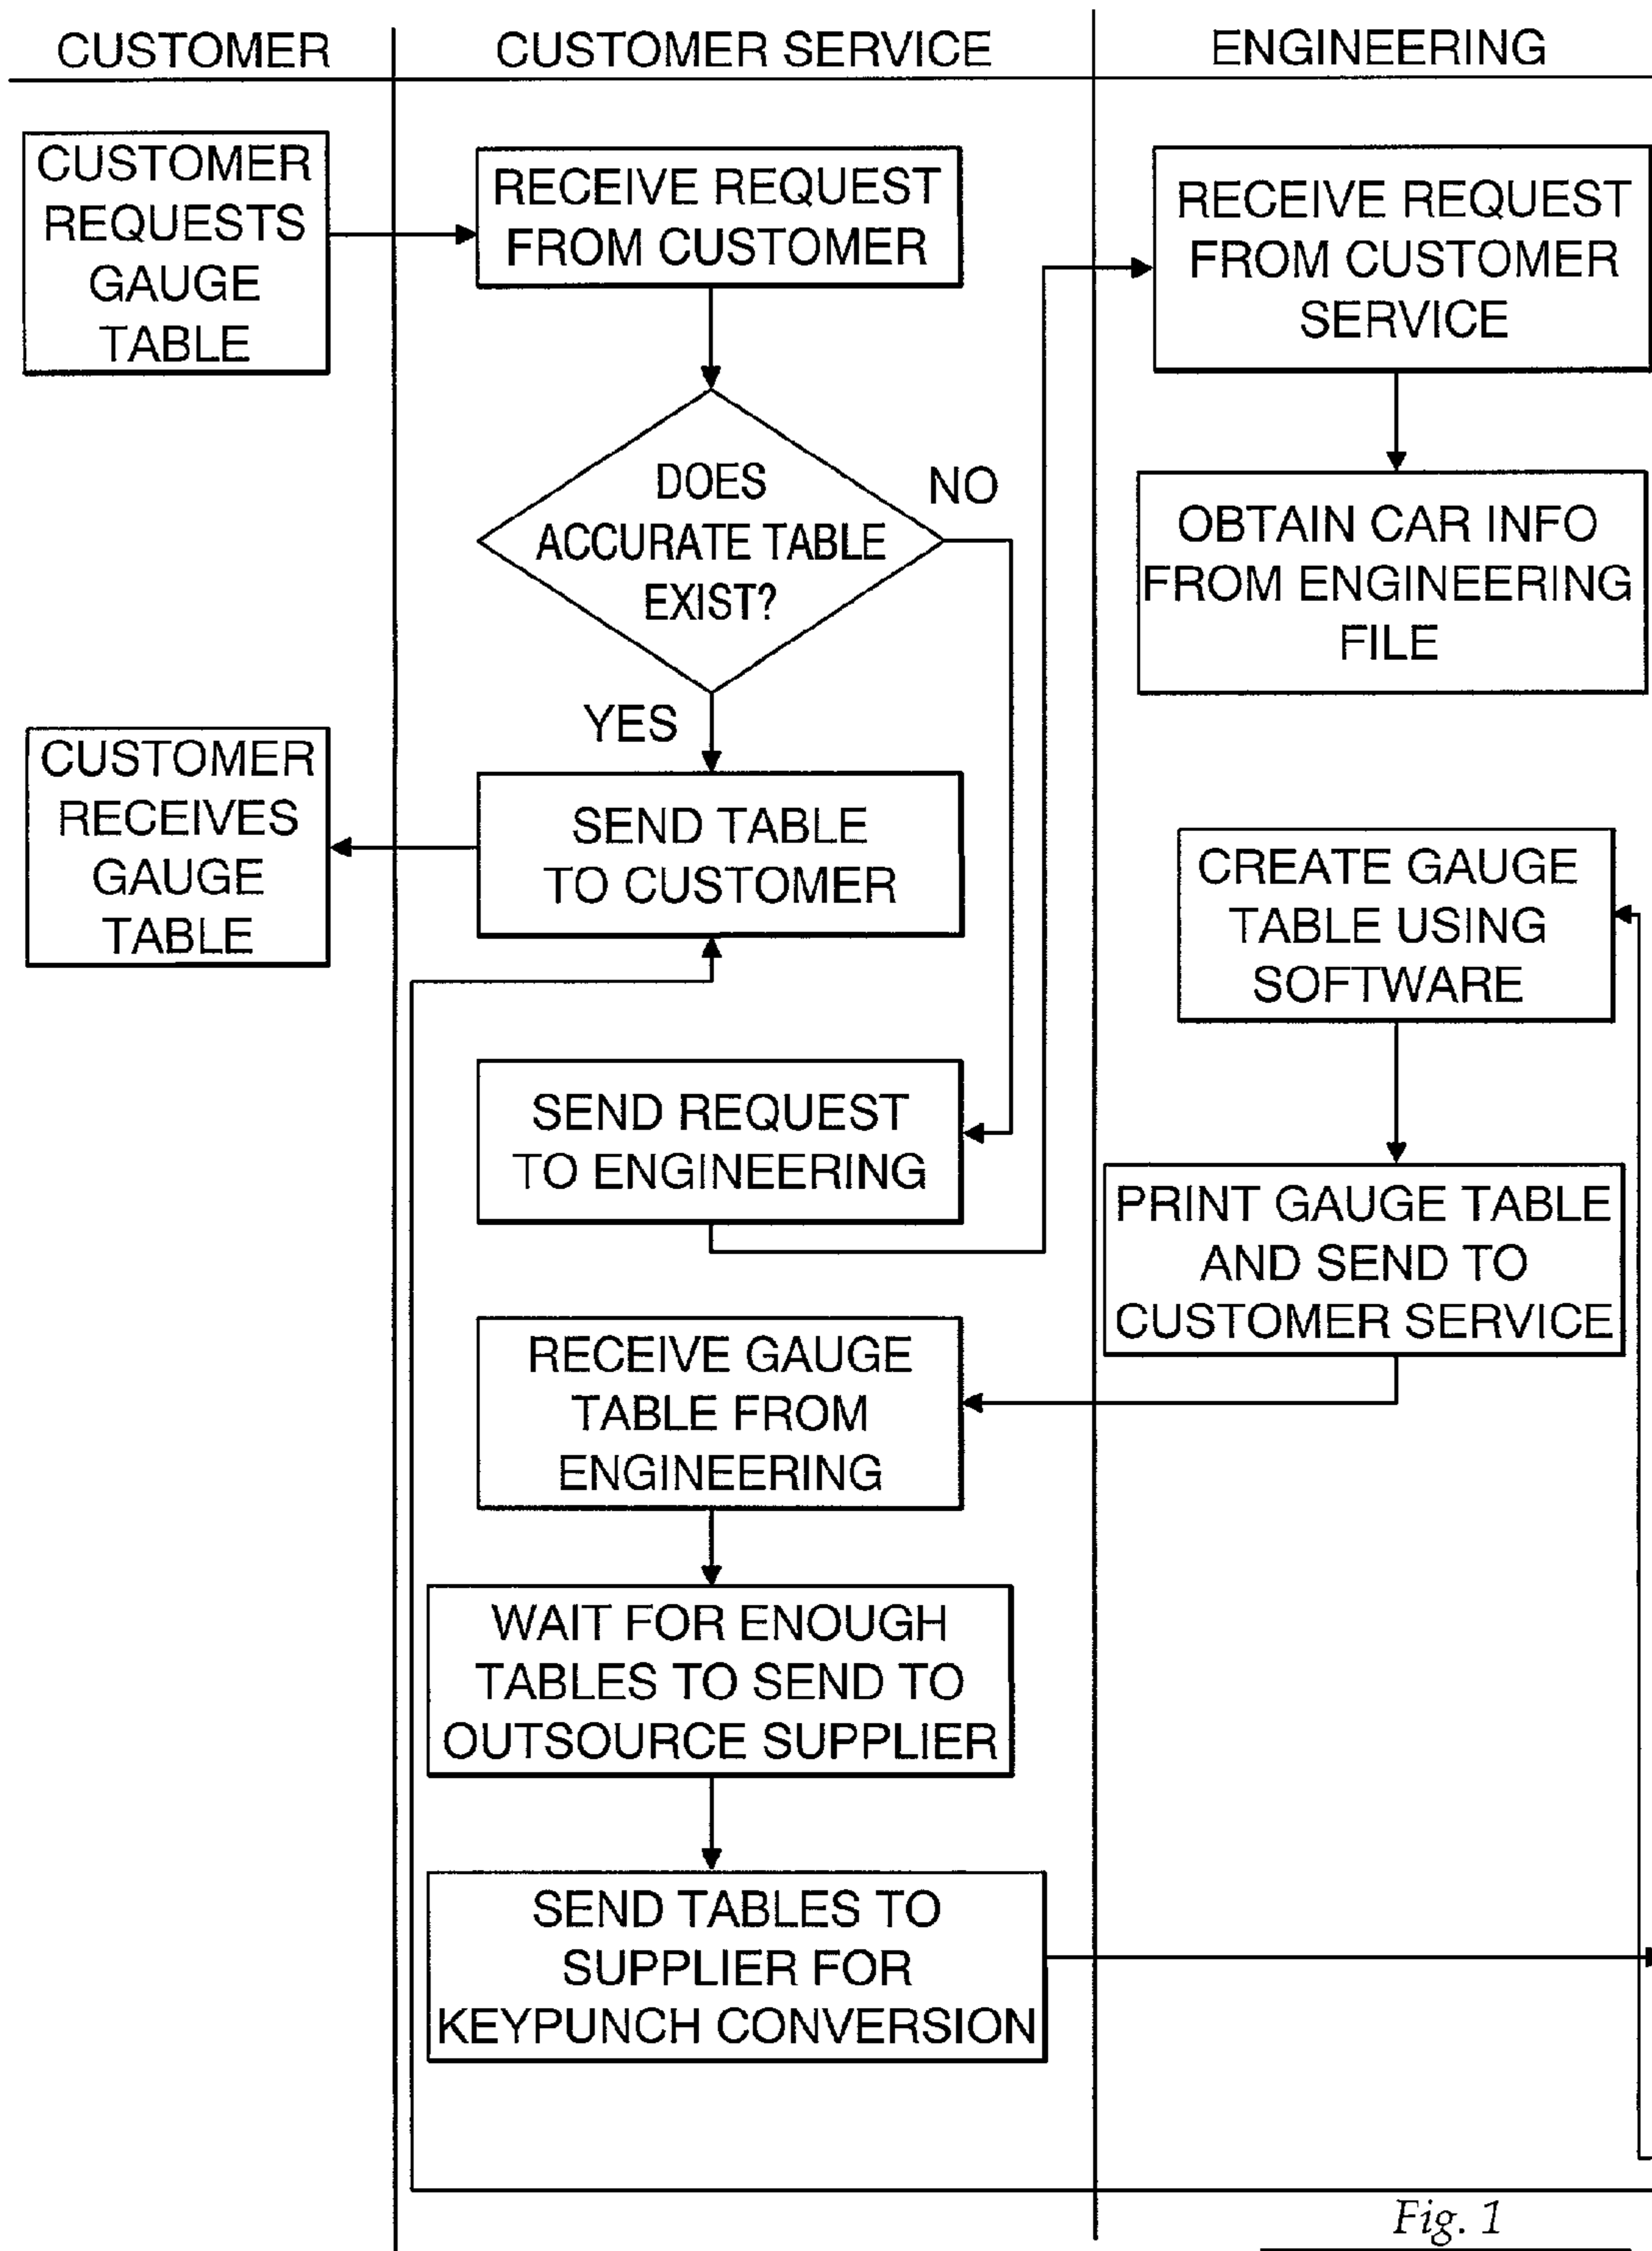 CUSTOMER
CUSTOMER SERVICE
ENGINEERING
CUSTOMER
REQUESTS
GAUGE
TABLE
RECEIVE REQUEST
FROM CUSTOMER
RECEIVE REQUEST
FROM CUSTOMER
SERVICE
DOES
ACCURATE TABLE
EXIST?
NO
YES
OBTAIN CAR INFO
FROM ENGINEERING
FILE
CUSTOMER
RECEIVES
GAUGE
TABLE
SEND TABLE
TO CUSTOMER
CREATE GAUGE
TABLE USING
SOFTWARE
SEND REQUEST
TO ENGINEERING
PRINT GAUGE TABLE
AND SEND TO
CUSTOMER SERVICE
RECEIVE GAUGE
TABLE FROM
ENGINEERING
WAIT FOR ENOUGH
TABLES TO SEND TO
OUTSOURCE SUPPLIER
SEND TABLES TO
SUPPLIER FOR
KEYPUNCH CONVERSION
Fig. 1